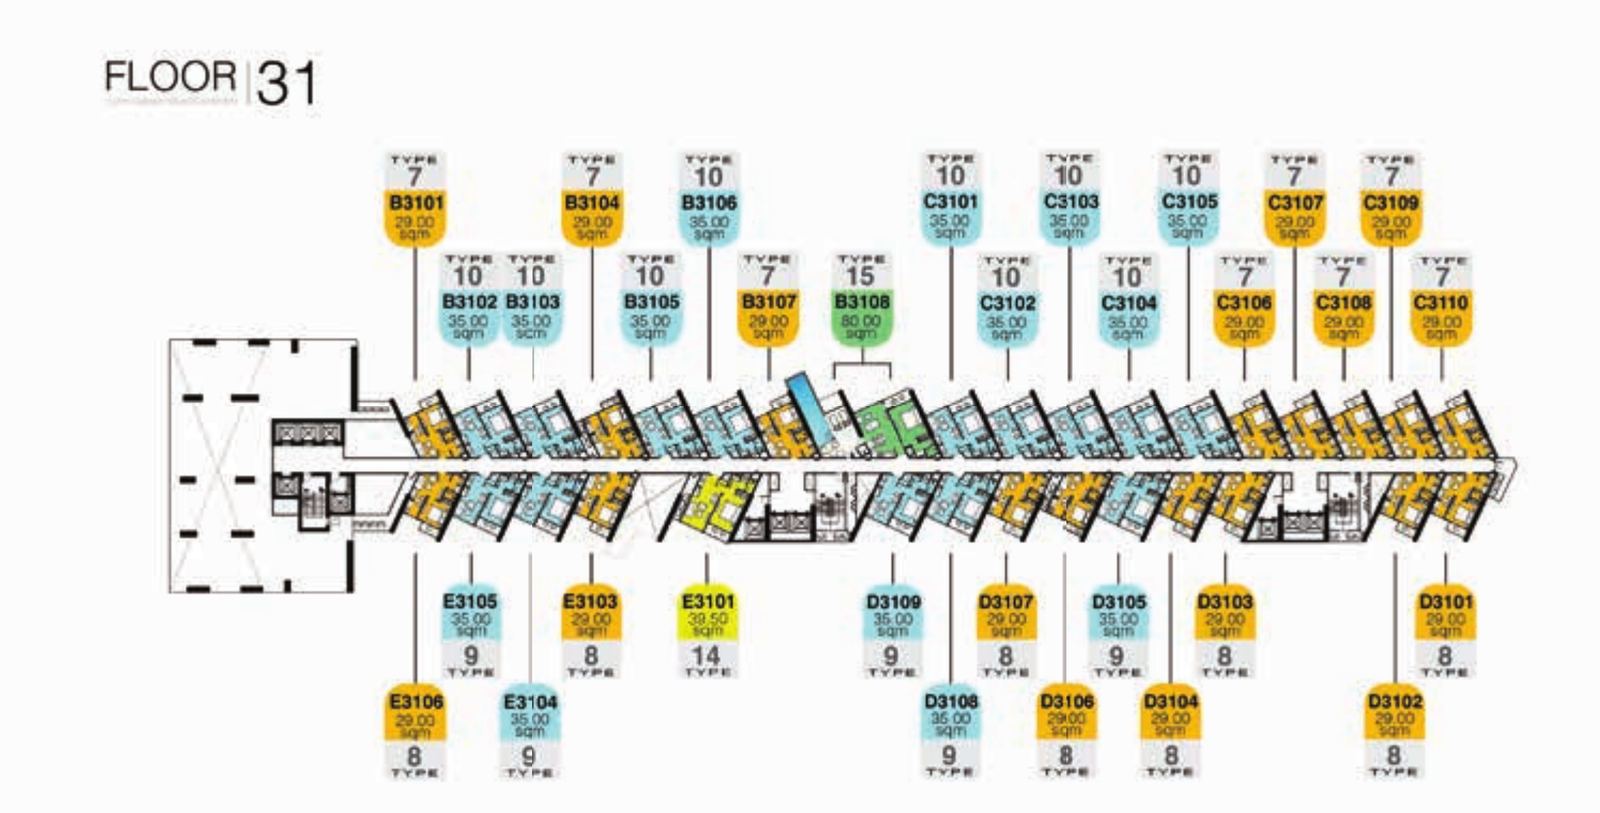 FLOOR 31
TYPE
7
B3101
29.00
sqm
TYPE
7
B3104
29.00
sqm
TYPE
10
B3106
35.00
sqm
TYPE
10
C3101
35.00
sqm
TYPE
10
C3103
35.00
sqm
TYPE
10
C3105
35.00
sqm
TYPE
7
C3107
29.00
sqm
TYPE
7
C3109
29.00
sqm
TYPE
10
B3102
35.00
sqm
TYPE
10
B3103
35.00
sqm
TYPE
10
B3105
35.00
sqm
TYPE
7
B3107
29.00
sqm
TYPE
15
B3108
80.00
sqm
TYPE
10
C3102
35.00
sqm
TYPE
10
C3104
35.00
sqm
TYPE
7
C3106
29.00
sqm
TYPE
7
C3108
29.00
sqm
TYPE
7
C3110
29.00
sqm
E3105
35.00
sqm
9
TYPE
E3103
29.00
sqm
8
TYPE
E3101
39.50
sqm
14
TYPE
D3109
35.00
sqm
9
TYPE
D3107
29.00
sqm
8
TYPE
D3105
35.00
sqm
9
TYPE
D3103
29.00
sqm
8
TYPE
D3101
29.00
sqm
8
TYPE
E3106
29.00
sqm
8
TYPE
E3104
35.00
sqm
9
TYPE
D3108
35.00
sqm
9
TYPE
D3106
29.00
sqm
8
TYPE
D3104
29.00
sqm
8
TYPE
D3102
29.00
sqm
8
TYPE